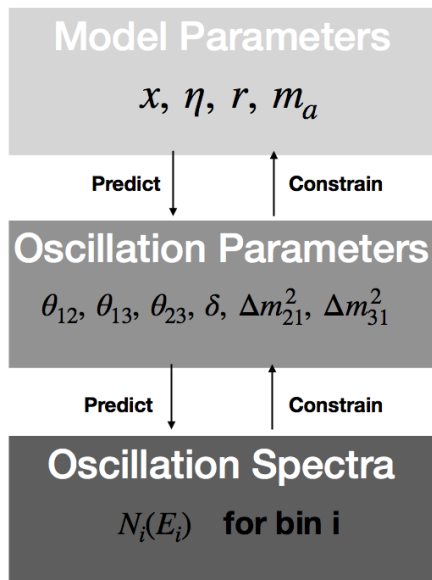 Model Parameters
x, η, r, mₐ
Predict Constrain
Oscillation Parameters
θ₁₂, θ₁₃, θ₂₃, δ, Δm²₂₁, Δm²₃₁
Predict Constrain
Oscillation Spectra
Nᵢ(Eᵢ) for bin i